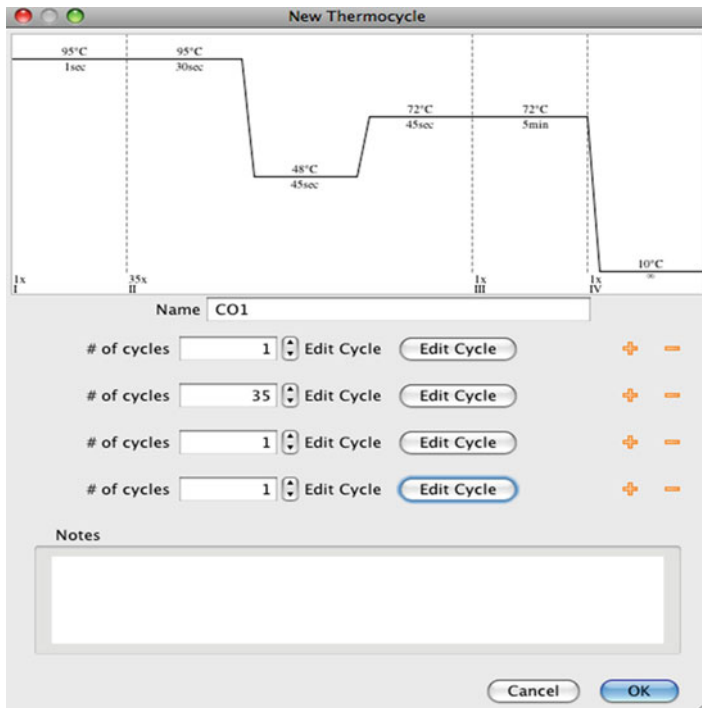 New Thermocycle
95°C 95°C
1sec 30sec
72°C 72°C
45sec 5min
48°C
45sec
10°C
∞
1x 35x 1x 1x
I II III IV
Name CO1
# of cycles 1 Edit Cycle Edit Cycle
# of cycles 35 Edit Cycle Edit Cycle
# of cycles 1 Edit Cycle Edit Cycle
# of cycles 1 Edit Cycle Edit Cycle
Notes
Cancel OK